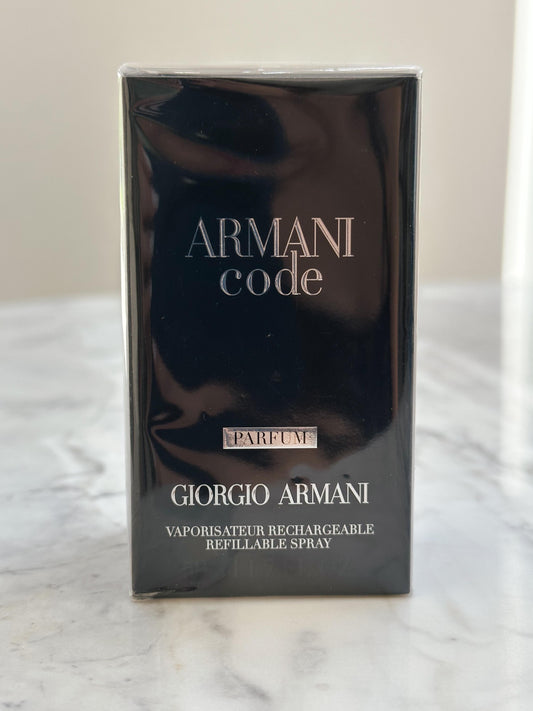 ARMANI
code
PARFUM
GIORGIO ARMANI
VAPORISATEUR RECHARGEABLE
REFILLABLE SPRAY